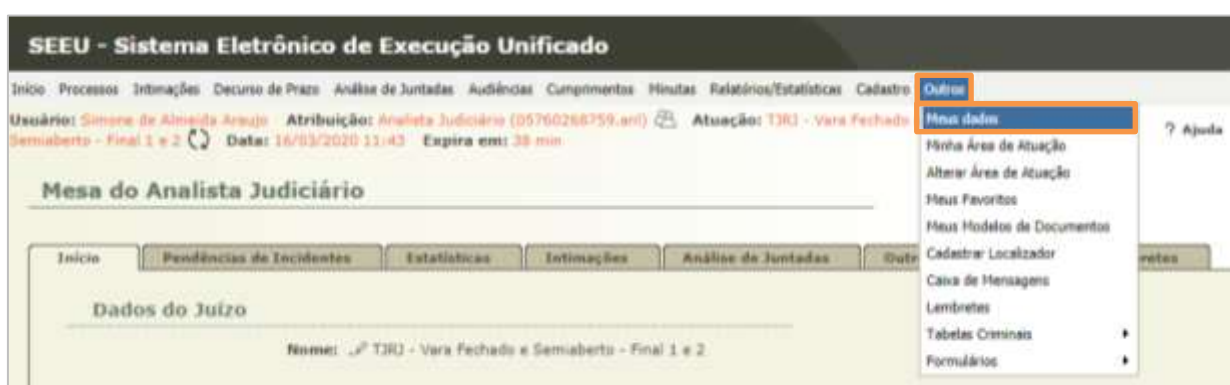 SEEU - Sistema Eletrônico de Execução Unificado
Início Processos Intimações Decurso de Prazo Análise de Juntadas Audiências Cumprimentos Minutas Relatórios/Estatísticas Cadastro Outros
Usuário: Simone de Almeida Araujo Atribuição: Analista Judiciário (05760268759.anl) Atuação: TJRJ - Vara Fechado
Semiaberto - Final 1 e 2 Data: 16/03/2020 11:43 Expira em: 38 min
? Ajuda
Meus dados
Minha Área de Atuação
Alterar Área de Atuação
Meus Favoritos
Meus Modelos de Documentos
Cadastrar Localizador
Caixa de Mensagens
Lembretes
Tabelas Criminais
Formulários
Mesa do Analista Judiciário
Início Pendências de Incidentes Estatísticas Intimações Análise de Juntadas Outr retes
Dados do Juízo
Nome: TJRJ - Vara Fechado e Semiaberto - Final 1 e 2